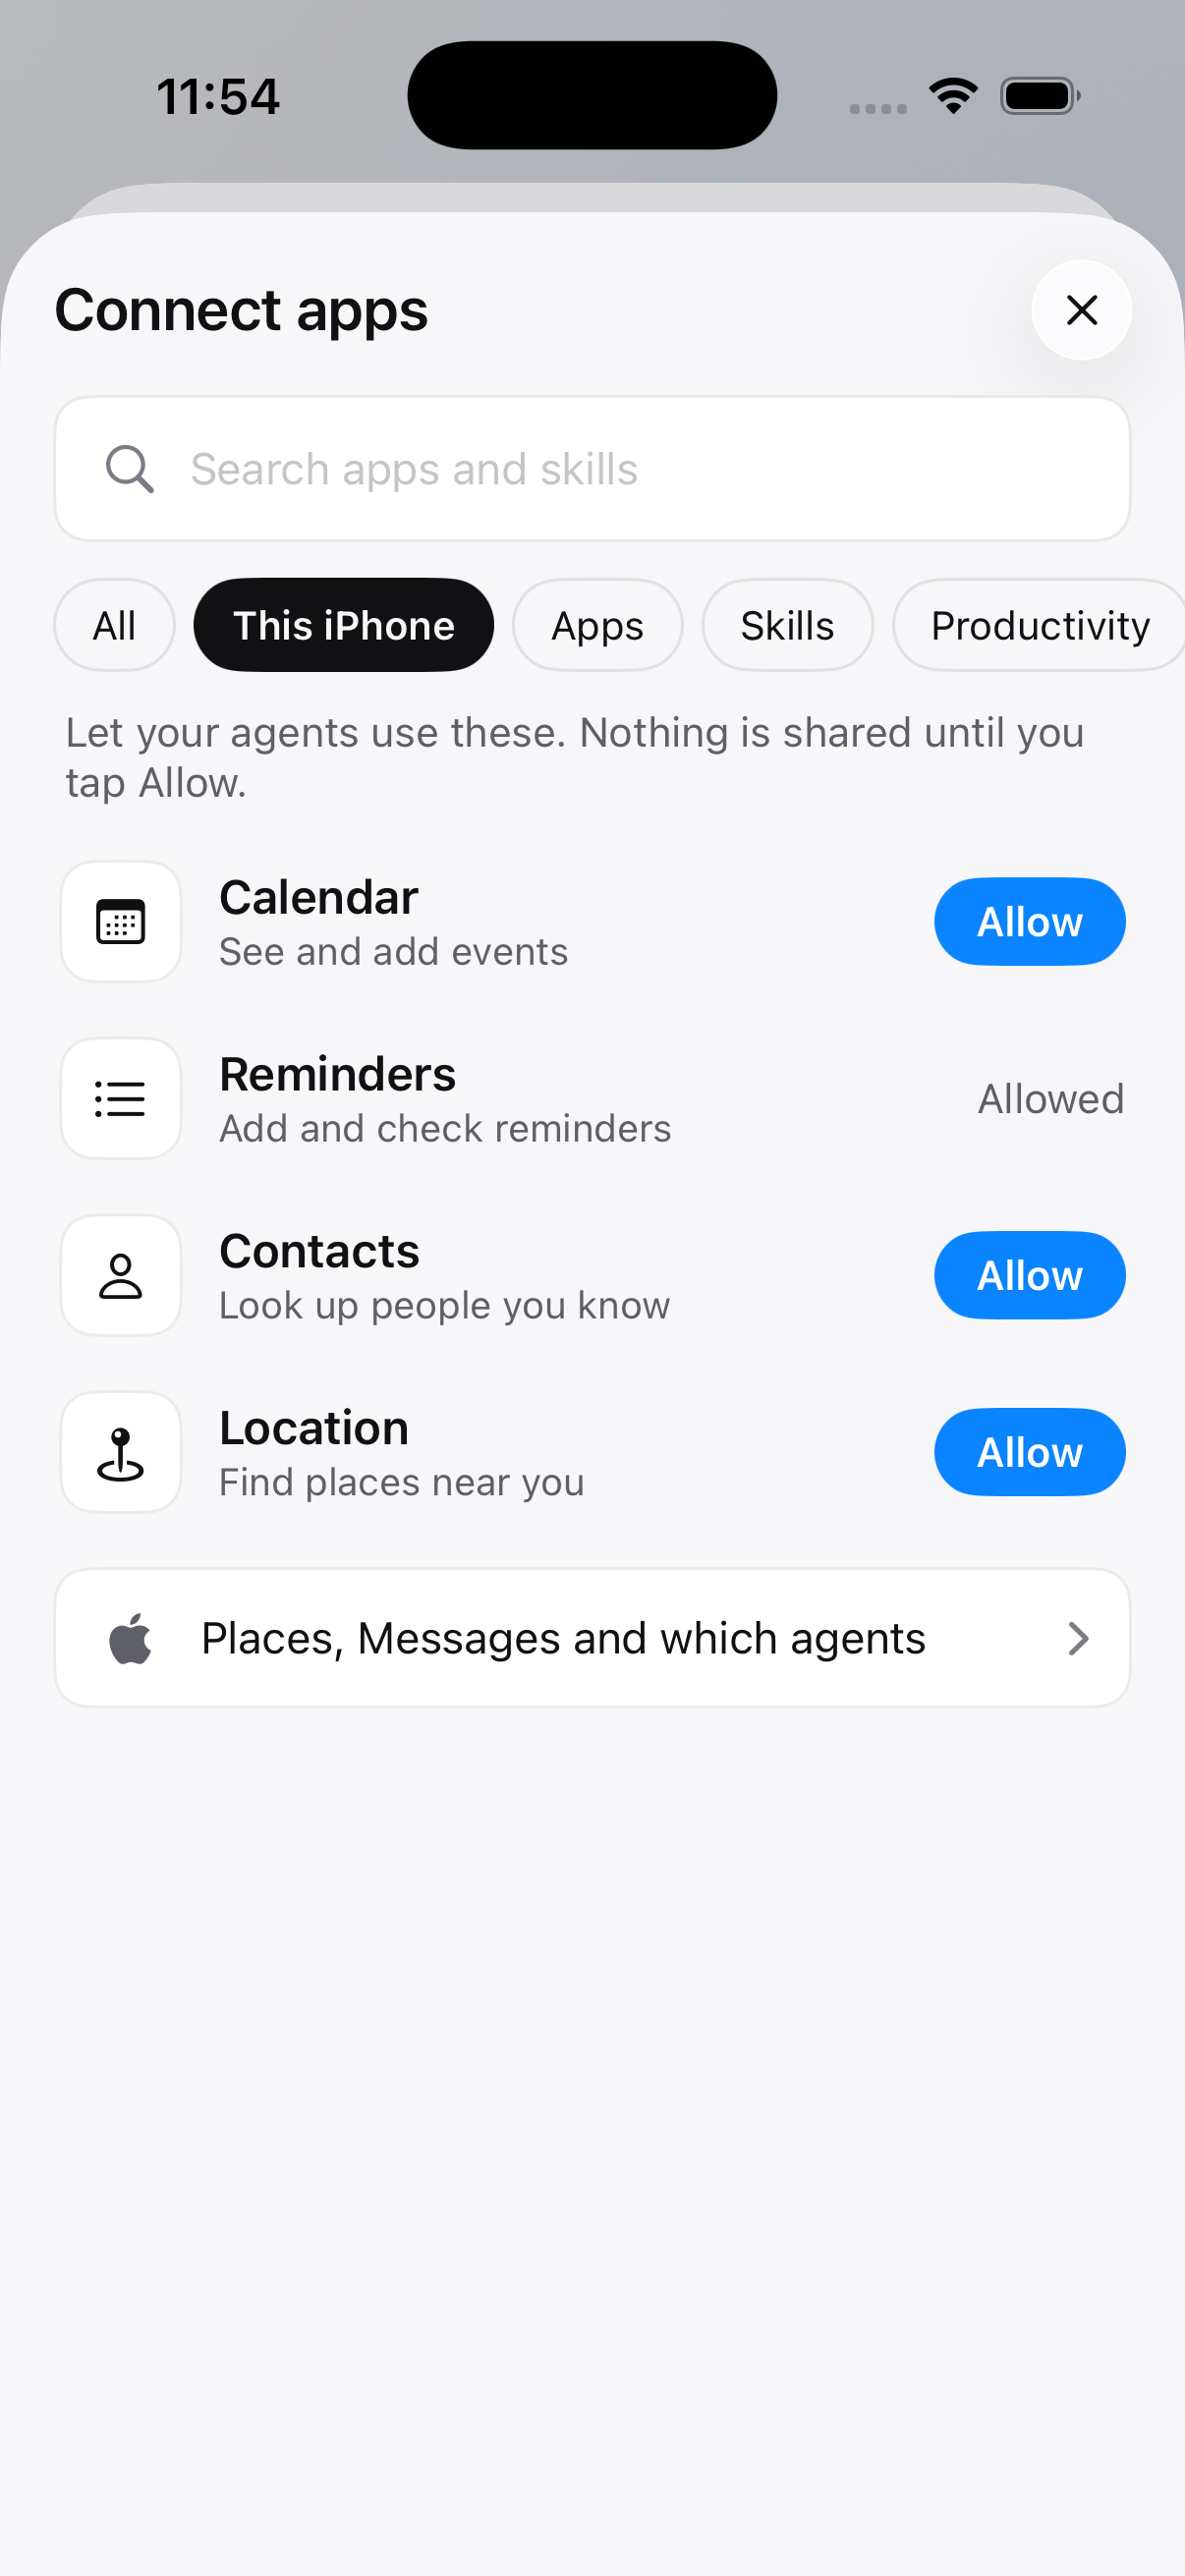 11:54
Connect apps
Search apps and skills
All
This iPhone
Apps
Skills
Productivity
Let your agents use these. Nothing is shared until you
tap Allow.
Calendar
See and add events
Allow
Reminders
Add and check reminders
Allowed
Contacts
Look up people you know
Allow
Location
Find places near you
Allow
Places, Messages and which agents